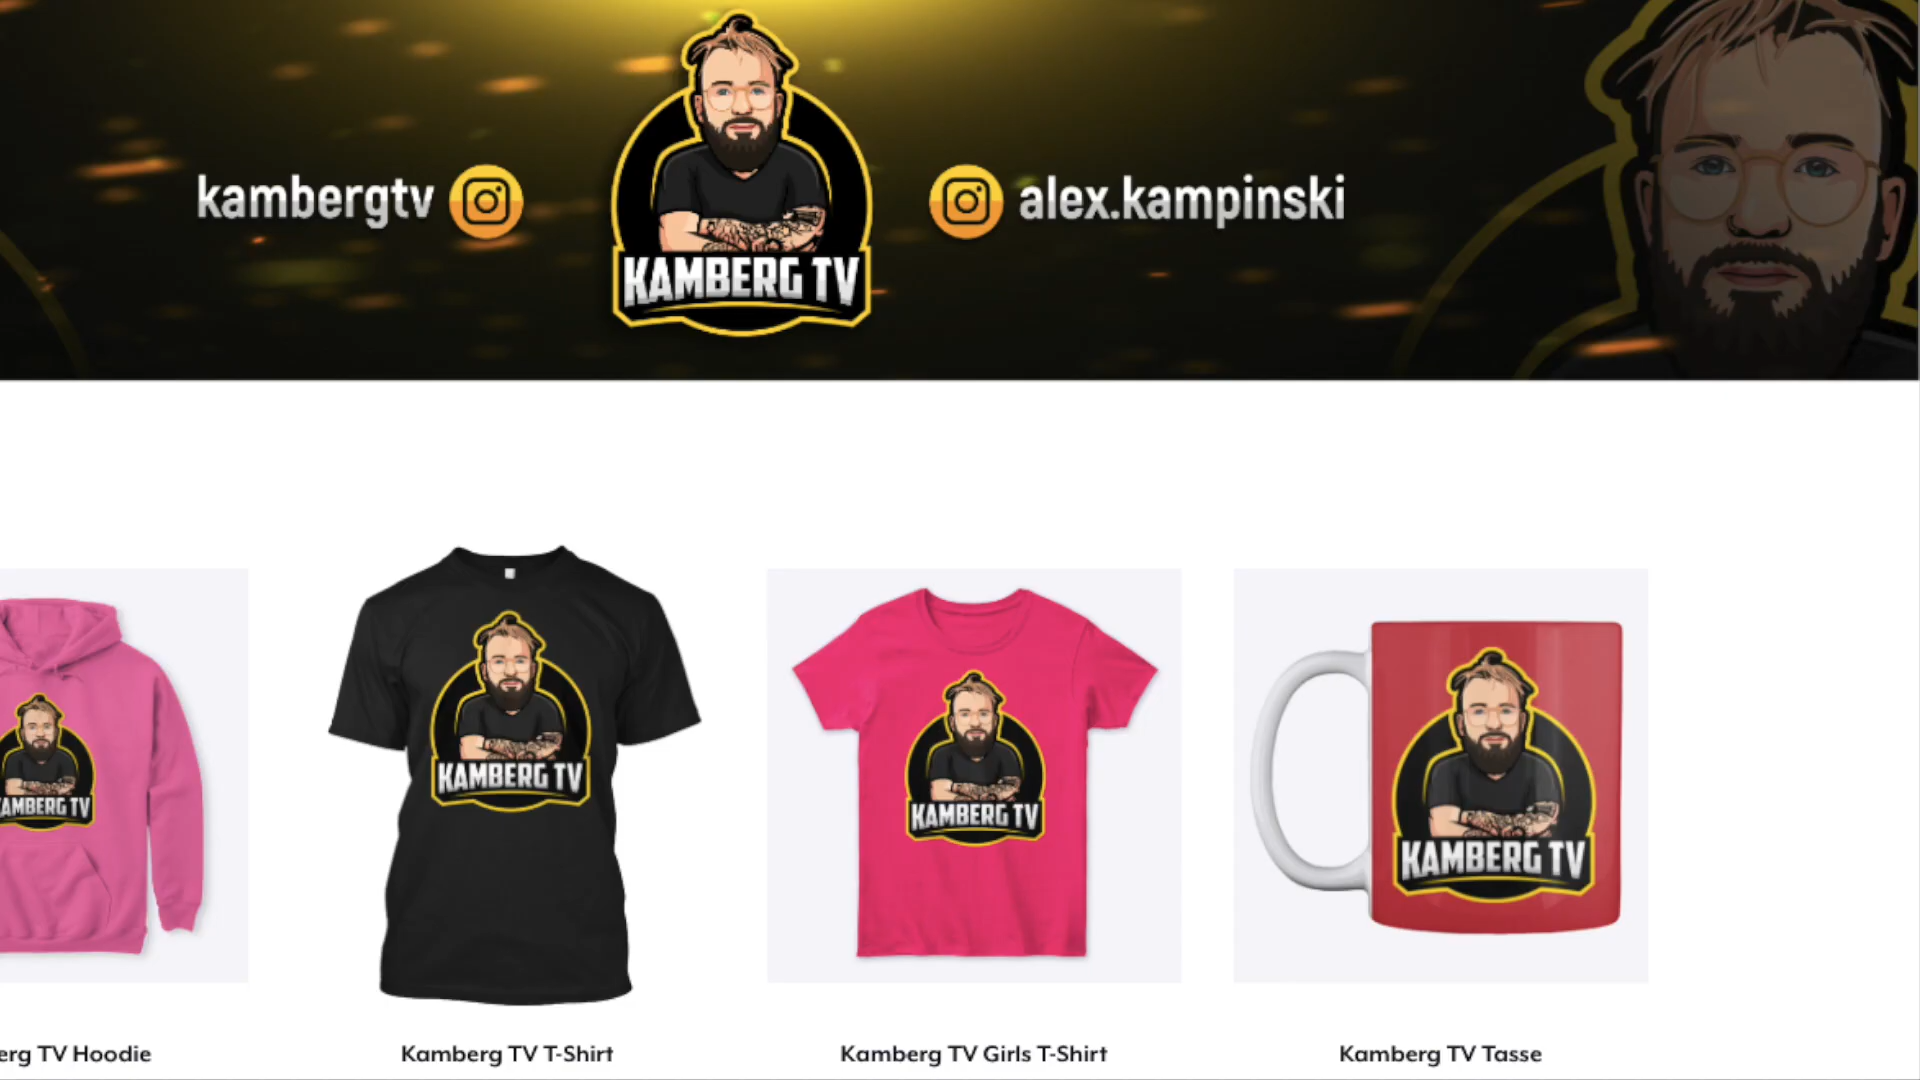 kambergtv
alex.kampinski
KAMBERG TV
AMBERG TV
KAMBERG TV
KAMBERG TV
KAMBERG TV
erg TV Hoodie
Kamberg TV T-Shirt
Kamberg TV Girls T-Shirt
Kamberg TV Tasse